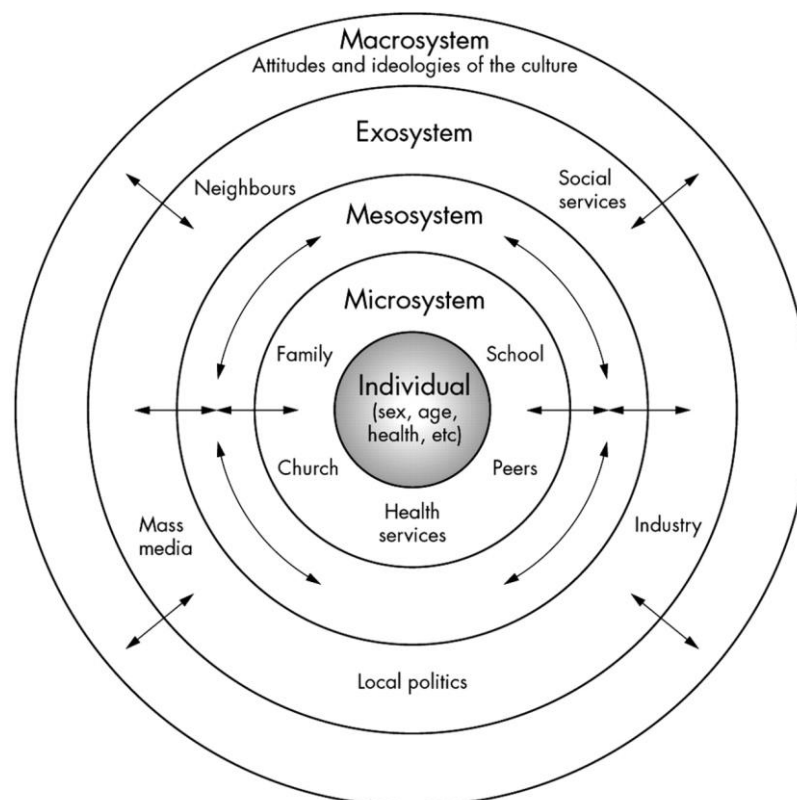 Macrosystem
Attitudes and ideologies of the culture
Exosystem
Neighbours
Social
services
Mesosystem
Microsystem
Family
School
Individual
(sex, age,
health, etc)
Church
Peers
Health
services
Mass
media
Industry
Local politics